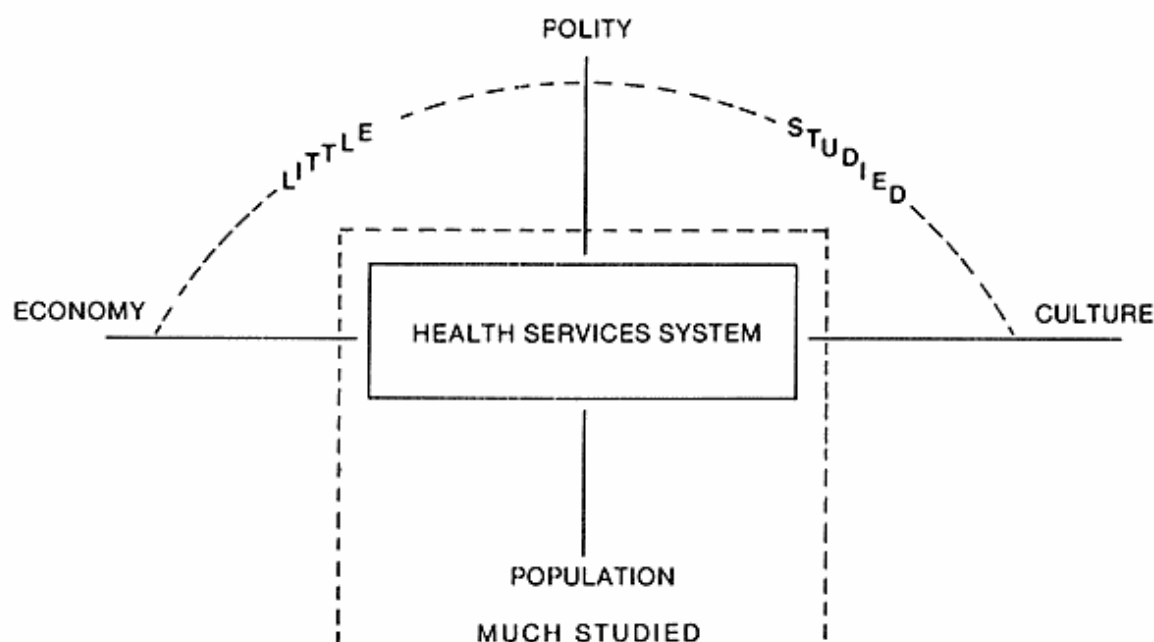 POLITY
LITTLE STUDIED
ECONOMY
CULTURE
HEALTH SERVICES SYSTEM
POPULATION
MUCH STUDIED